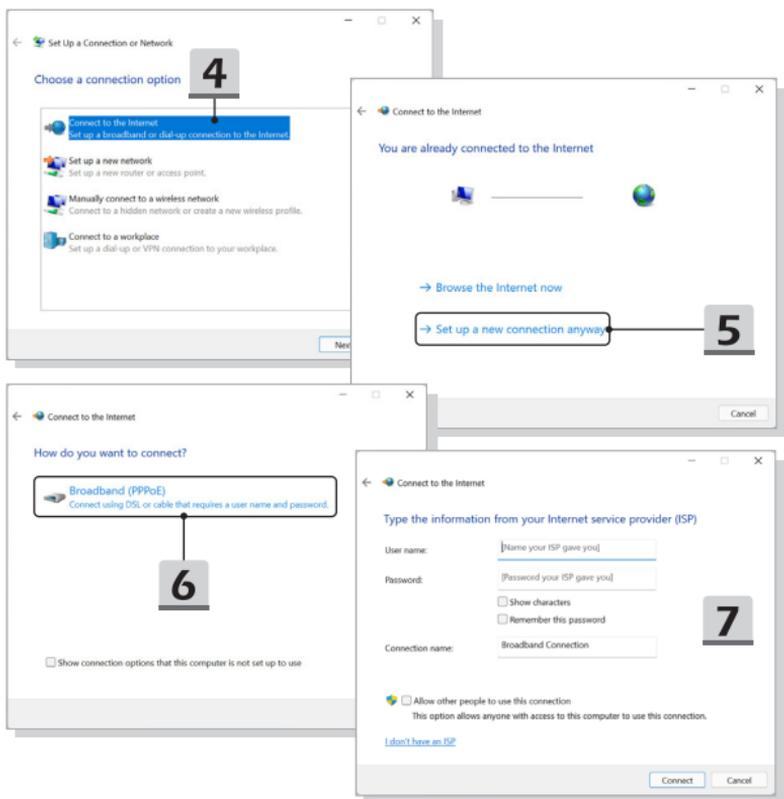 Set Up a Connection or Network
4
Choose a connection option
Connect to the Internet
Set up a broadband or dial-up connection to the Internet.
Set up a new network
Set up a new router or access point.
Manually connect to a wireless network
Connect to a hidden network or create a new wireless profile.
Connect to a workplace
Set up a dial-up or VPN connection to your workplace.
Nex
Connect to the Internet
You are already connected to the Internet
→ Browse the Internet now
→ Set up a new connection anyway
5
Cancel
Connect to the Internet
How do you want to connect?
Broadband (PPPoE)
Connect using DSL or cable that requires a user name and password.
6
Show connection options that this computer is not set up to use
Connect to the Internet
Type the information from your Internet service provider (ISP)
User name: [Name your ISP gave you]
Password: [Password your ISP gave you]
Show characters
Remember this password
7
Connection name: Broadband Connection
Allow other people to use this connection
This option allows anyone with access to this computer to use this connection.
I don't have an ISP
Connect Cancel